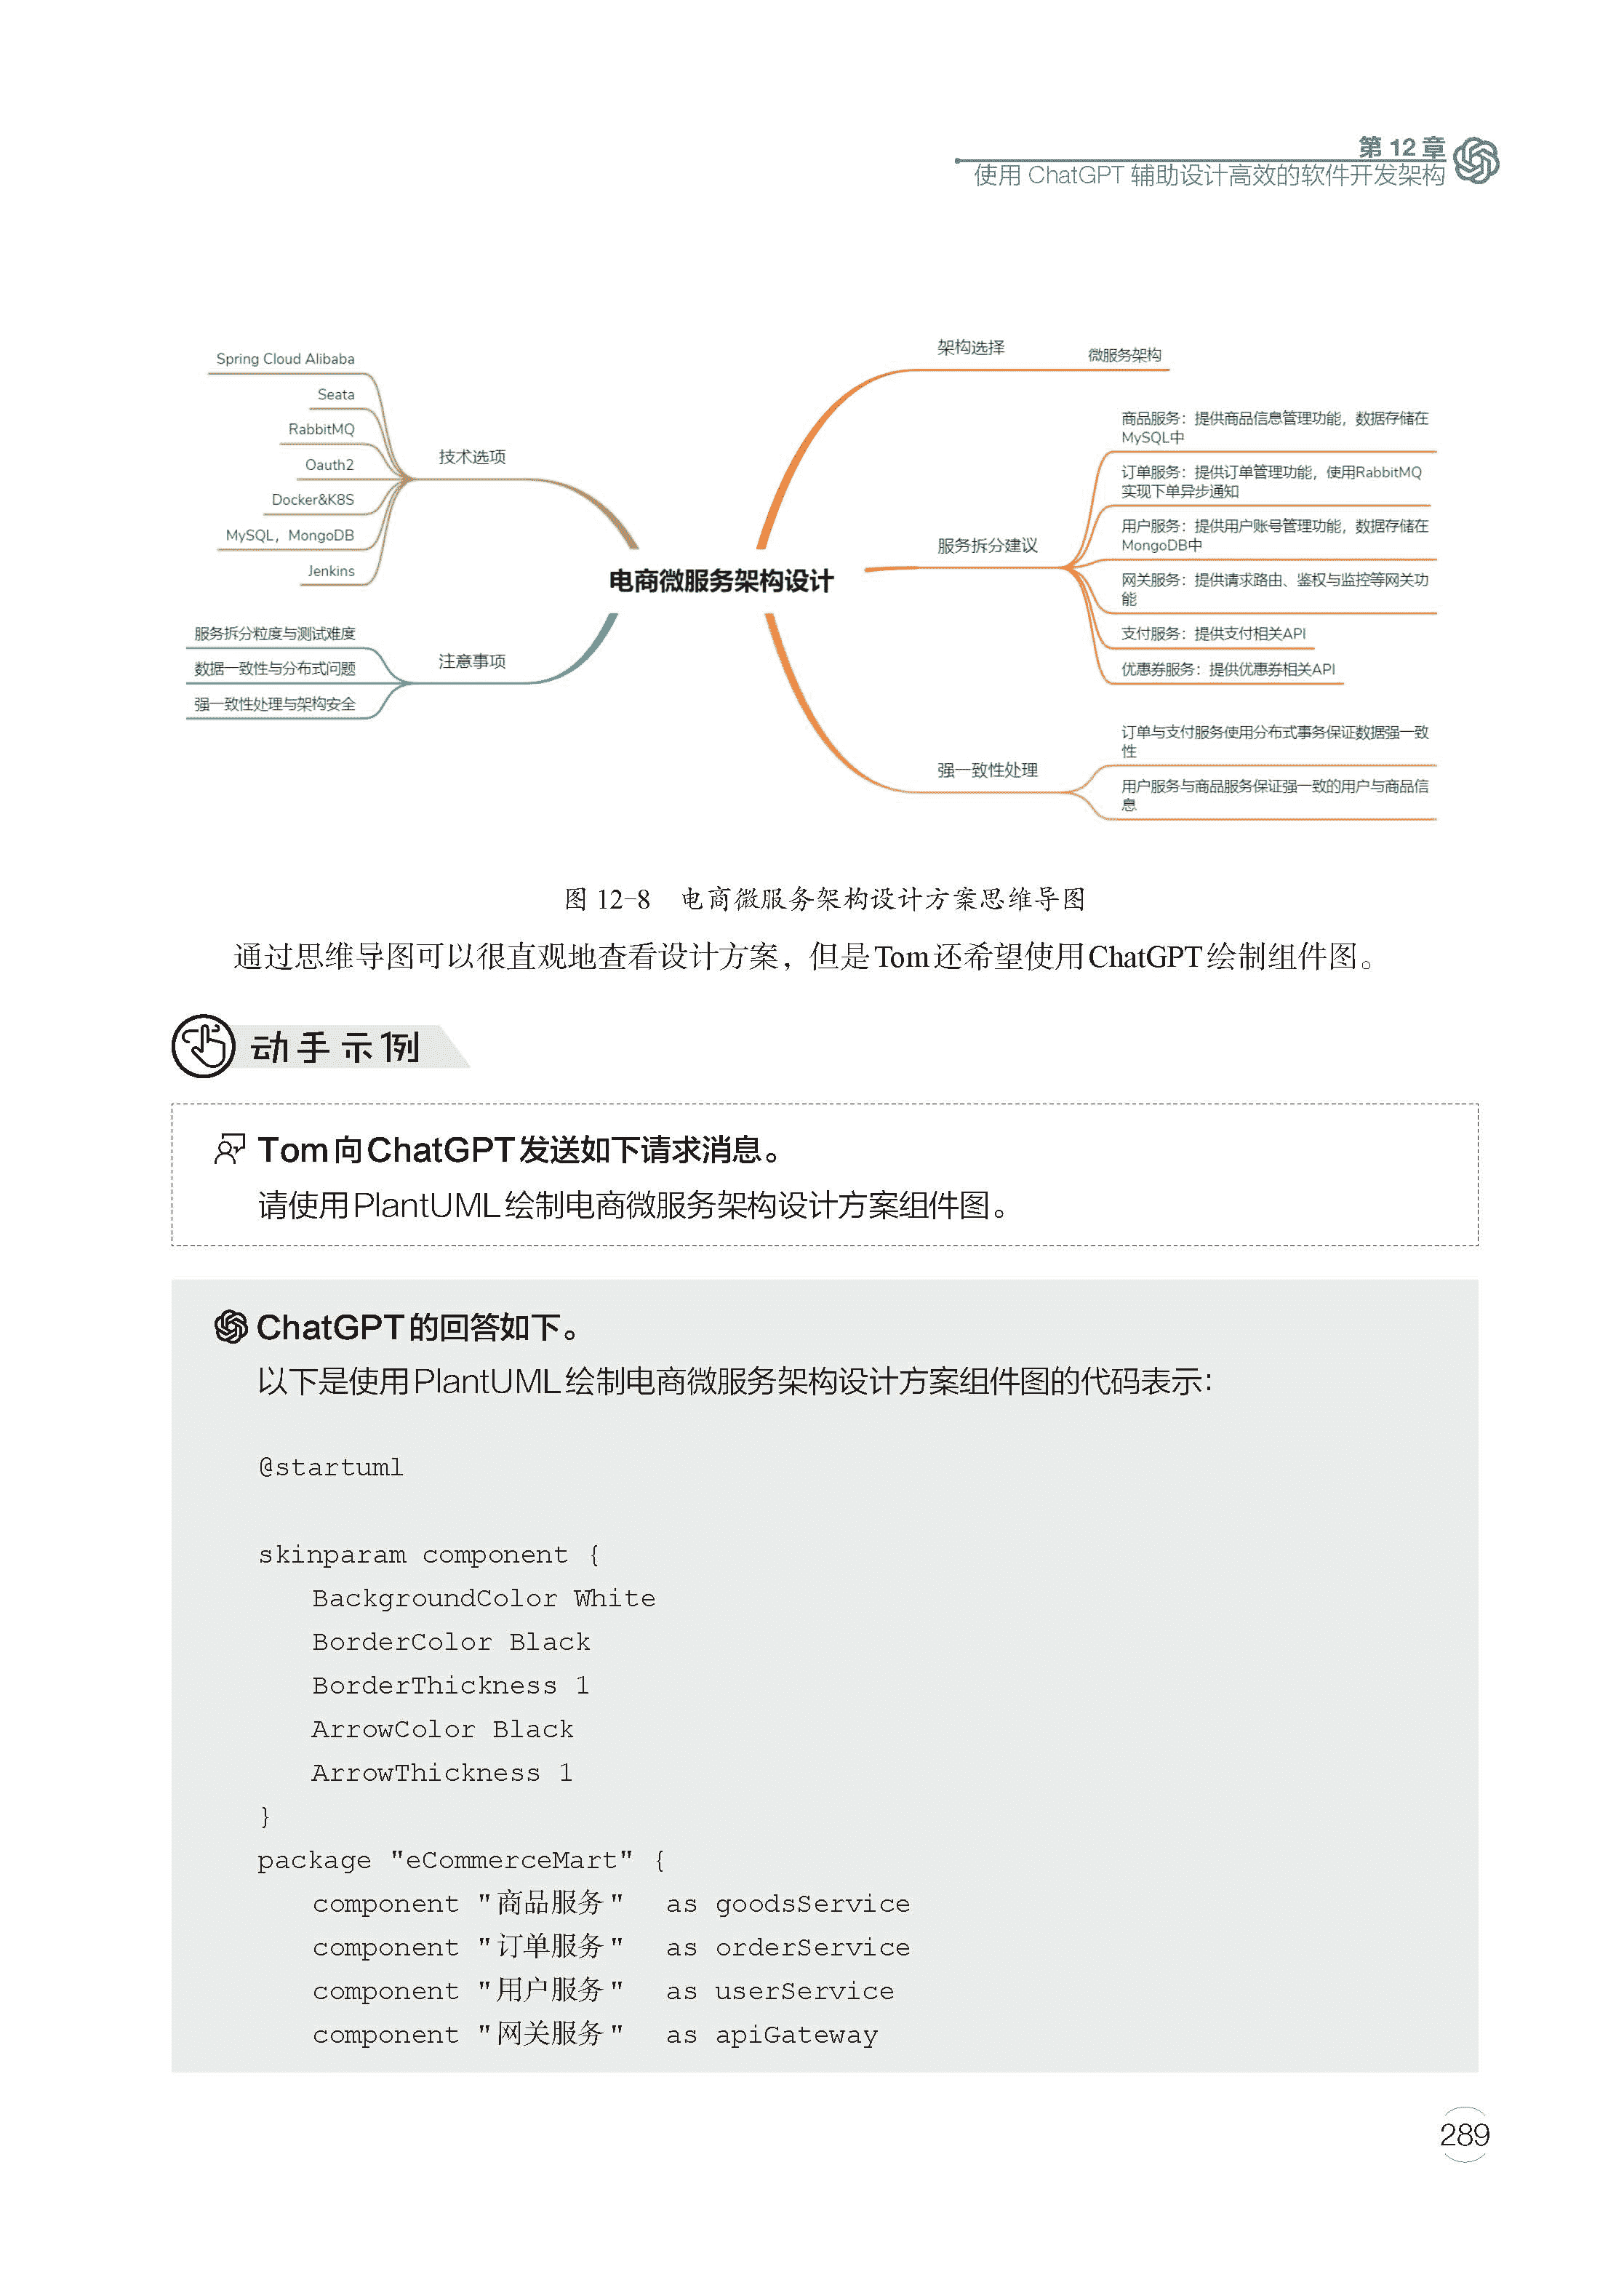 第 12 章
使用 ChatGPT 辅助设计高效的软件开发架构
Spring Cloud Alibaba
Seata
RabbitMQ
Oauth2
Docker&K8S
MySQL，MongoDB
Jenkins
技术选项
服务拆分粒度与测试难度
数据一致性与分布式问题
强一致性处理与架构安全
注意事项
电商微服务架构设计
架构选择
微服务架构
服务拆分建议
商品服务：提供商品信息管理功能，数据存储在
MySQL中
订单服务：提供订单管理功能，使用RabbitMQ
实现下单异步通知
用户服务：提供用户账号管理功能，数据存储在
MongoDB中
网关服务：提供请求路由、鉴权与监控等网关功
能
支付服务：提供支付相关API
优惠券服务：提供优惠券相关API
强一致性处理
订单与支付服务使用分布式事务保证数据强一致
性
用户服务与商品服务保证强一致的用户与商品信
息
图 12-8 电商微服务架构设计方案思维导图
通过思维导图可以很直观地查看设计方案，但是Tom还希望使用ChatGPT绘制组件图。
动手示例
Tom向ChatGPT发送如下请求消息。
请使用PlantUML绘制电商微服务架构设计方案组件图。
ChatGPT的回答如下。
以下是使用PlantUML绘制电商微服务架构设计方案组件图的代码表示：
@startuml
skinparam component {
BackgroundColor White
BorderColor Black
BorderThickness 1
ArrowColor Black
ArrowThickness 1
}
package "eCommerceMart" {
component "商品服务" as goodsService
component "订单服务" as orderService
component "用户服务" as userService
component "网关服务" as apiGateway
289